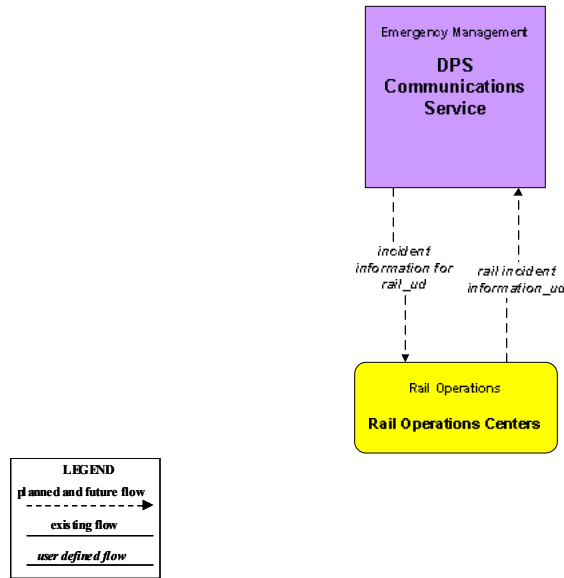 Emergency Management
DPS
Communications
Service
incident
information for
rail_ud
rail incident
information_ud
Rail Operations
Rail Operations Centers
LEGEND
planned and future flow
existing flow
user defined flow